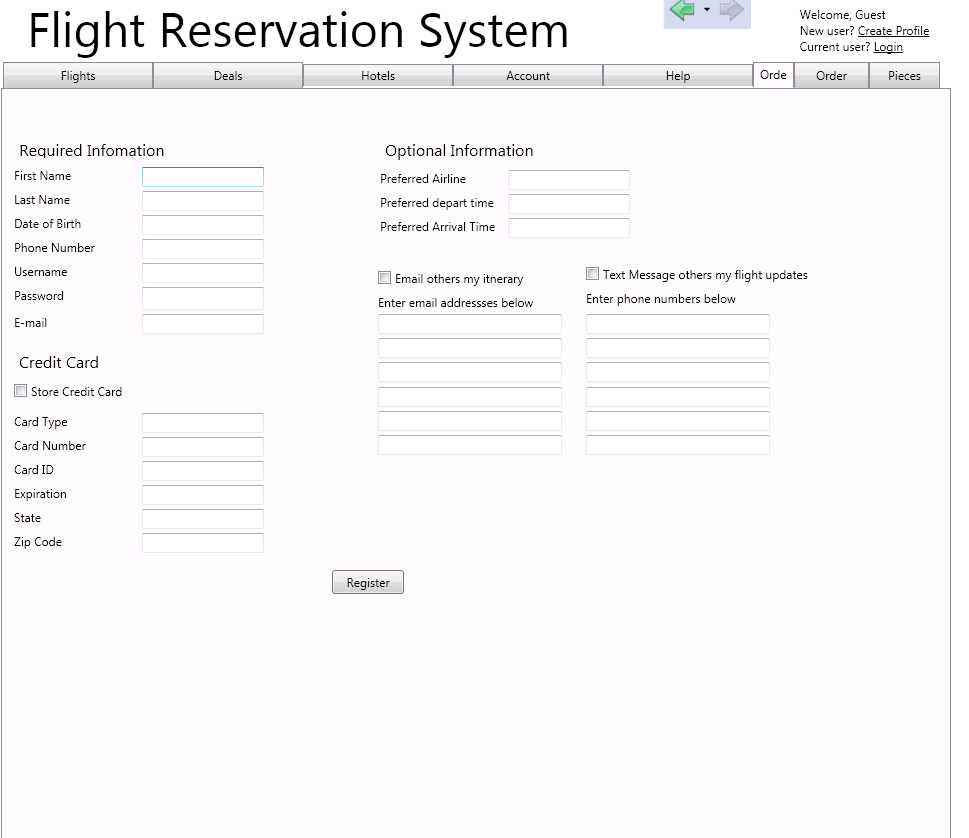 Flight Reservation System
Welcome, Guest
New user? Create Profile
Current user? Login
Flights
Deals
Hotels
Account
Help
Orde
Order
Pieces
Required Infomation
First Name
Last Name
Date of Birth
Phone Number
Username
Password
E-mail
Credit Card
Store Credit Card
Card Type
Card Number
Card ID
Expiration
State
Zip Code
Optional Information
Preferred Airline
Preferred depart time
Preferred Arrival Time
Email others my itnerary
Enter email addressses below
Text Message others my flight updates
Enter phone numbers below
Register